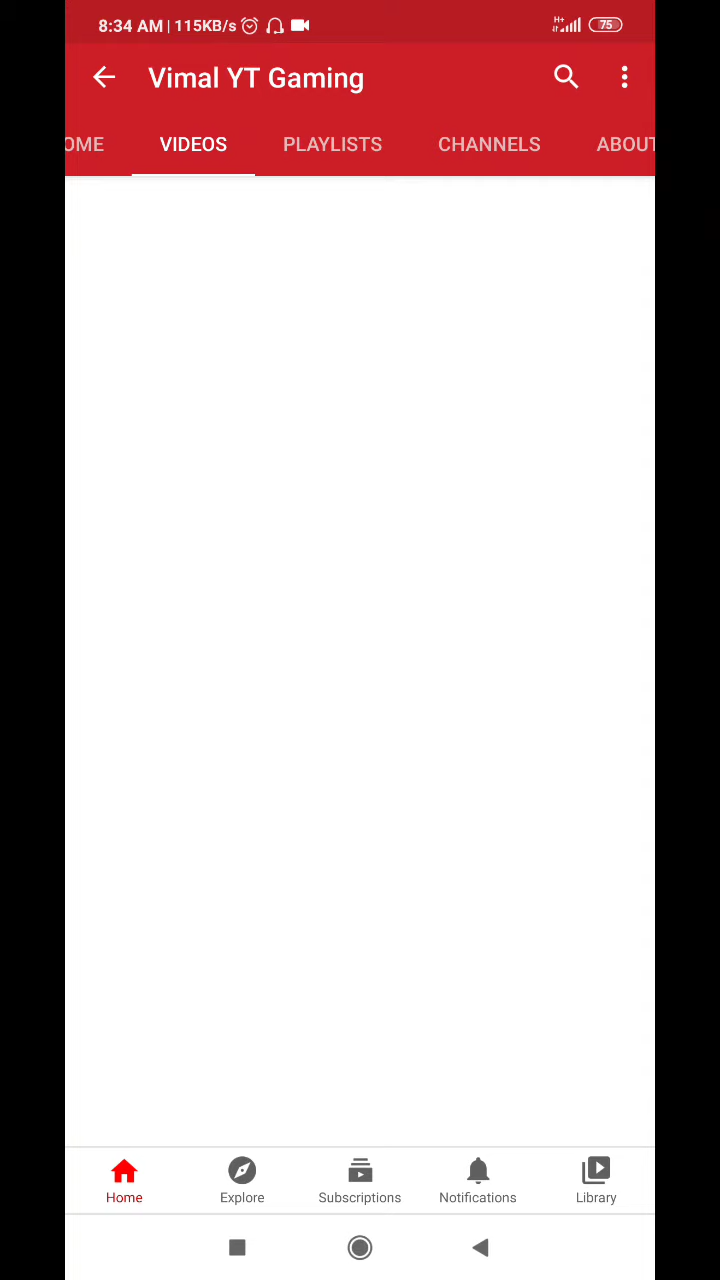 8:34 AM | 115KB/s H+ 75
Vimal YT Gaming
OME VIDEOS PLAYLISTS CHANNELS ABOUT
Home Explore Subscriptions Notifications Library